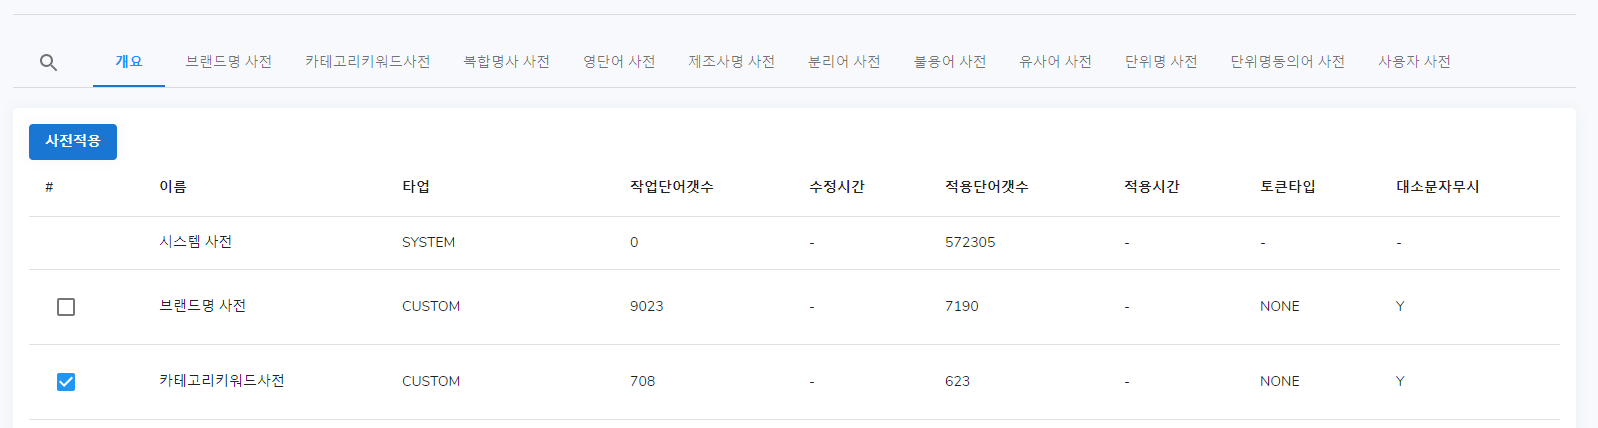 개요 브랜드명 사전 카테고리키워드사전 복합명사 사전 영단어 사전 제조사명 사전 분리어 사전 불용어 사전 유사어 사전 단위명 사전 단위명동의어 사전 사용자 사전
사전적용
# 이름 타업 작업단어갯수 수정시간 적용단어갯수 적용시간 토큰타입 대소문자무시
시스템 사전 SYSTEM 0 - 572305 - - -
브랜드명 사전 CUSTOM 9023 - 7190 - NONE Y
카테고리키워드사전 CUSTOM 708 - 623 - NONE Y